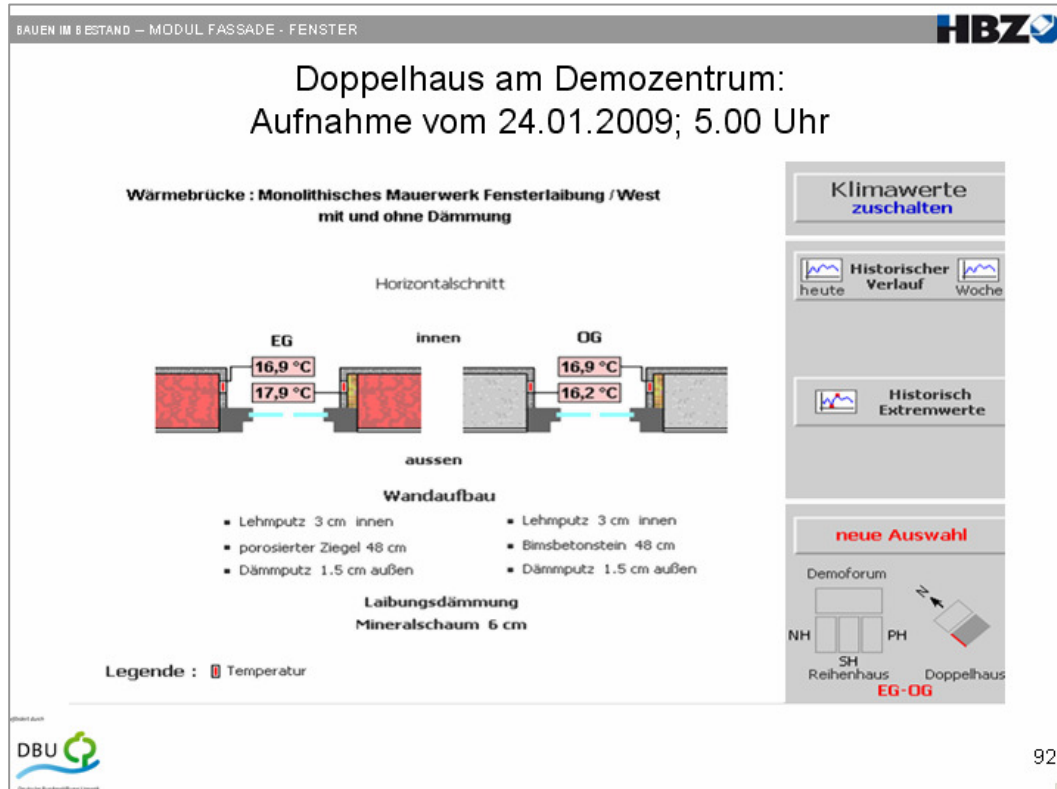 BAUEN IM BESTAND – MODUL FASSADE - FENSTER
HBZ
Doppelhaus am Demozentrum:
Aufnahme vom 24.01.2009; 5.00 Uhr
Wärmebrücke : Monolithisches Mauerwerk Fensterlaibung / West
mit und ohne Dämmung
Horizontalschnitt
EG
innen
OG
16,9 °C
16,9 °C
17,9 °C
16,2 °C
aussen
Wandaufbau
▪ Lehmputz 3 cm innen
▪ porosierter Ziegel 48 cm
▪ Dämmputz 1.5 cm außen
▪ Lehmputz 3 cm innen
▪ Bimsbetonstein 48 cm
▪ Dämmputz 1.5 cm außen
Laibungsdämmung
Mineralschaum 6 cm
Legende : Temperatur
Klimawerte
zuschalten
Historischer
Verlauf
heute
Woche
Historisch
Extremwerte
neue Auswahl
Demoforum
N
NH
PH
SH
Reihenhaus
Doppelhaus
EG-OG
DBU
92